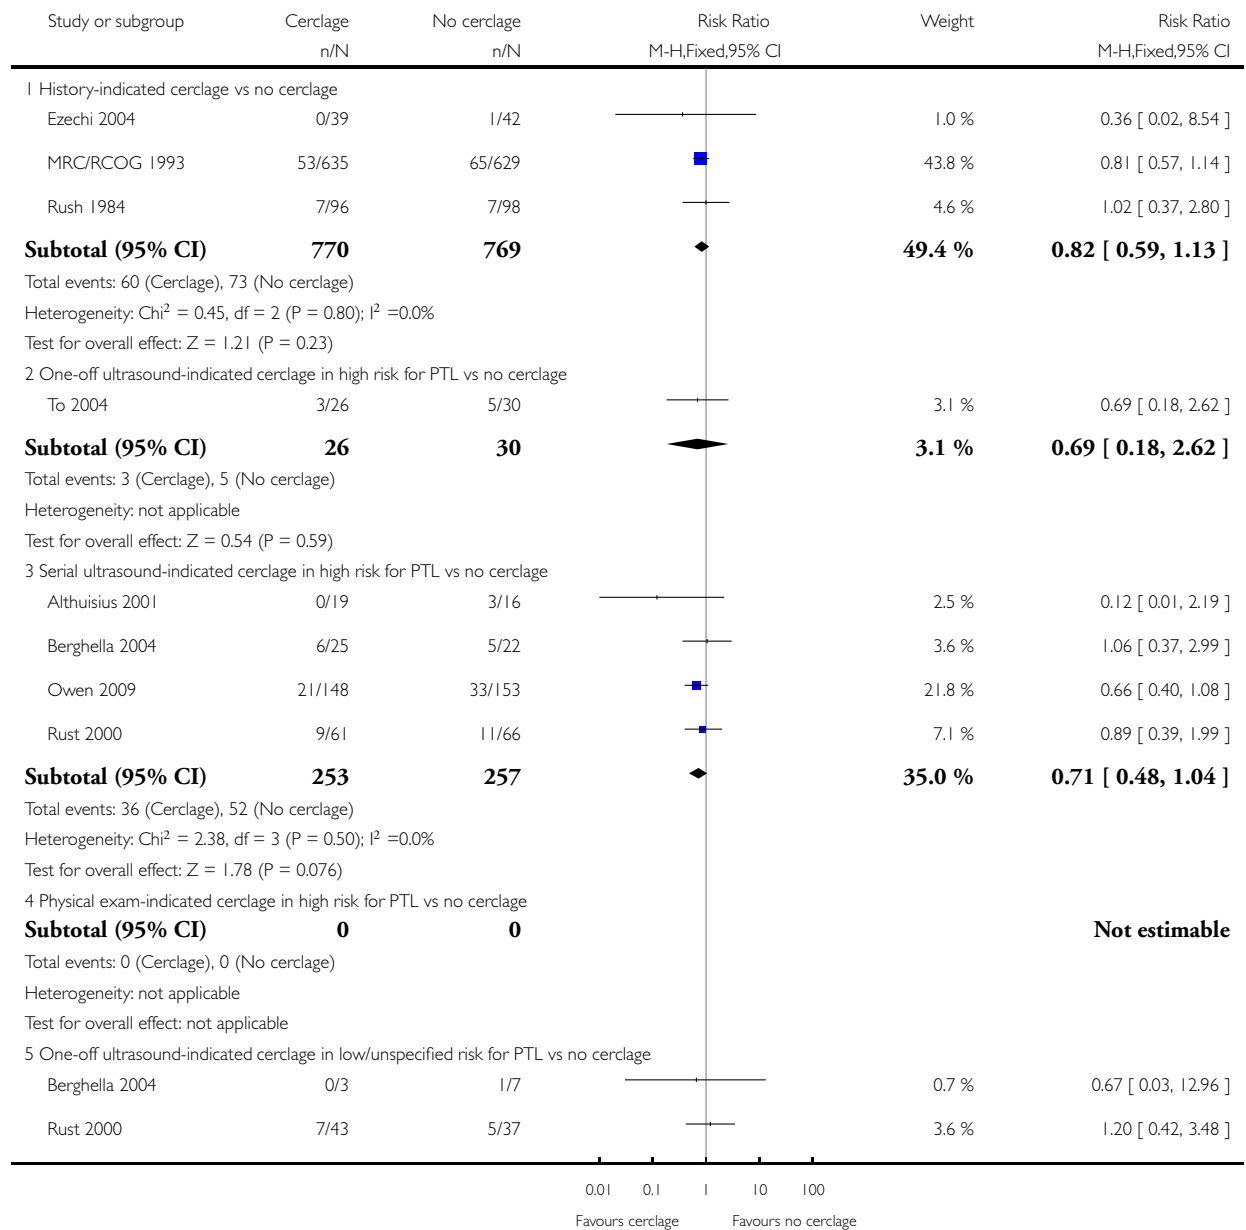 Study or subgroup Cerclage No cerclage Risk Ratio Weight Risk Ratio
n/N n/N M-H,Fixed,95% CI M-H,Fixed,95% CI
1 History-indicated cerclage vs no cerclage
Ezechi 2004 0/39 1/42 1.0 % 0.36 [ 0.02, 8.54 ]
MRC/RCOG 1993 53/635 65/629 43.8 % 0.81 [ 0.57, 1.14 ]
Rush 1984 7/96 7/98 4.6 % 1.02 [ 0.37, 2.80 ]
Subtotal (95% CI) 770 769 49.4 % 0.82 [ 0.59, 1.13 ]
Total events: 60 (Cerclage), 73 (No cerclage)
Heterogeneity: Chi² = 0.45, df = 2 (P = 0.80); I² =0.0%
Test for overall effect: Z = 1.21 (P = 0.23)
2 One-off ultrasound-indicated cerclage in high risk for PTL vs no cerclage
To 2004 3/26 5/30 3.1 % 0.69 [ 0.18, 2.62 ]
Subtotal (95% CI) 26 30 3.1 % 0.69 [ 0.18, 2.62 ]
Total events: 3 (Cerclage), 5 (No cerclage)
Heterogeneity: not applicable
Test for overall effect: Z = 0.54 (P = 0.59)
3 Serial ultrasound-indicated cerclage in high risk for PTL vs no cerclage
Althuisius 2001 0/19 3/16 2.5 % 0.12 [ 0.01, 2.19 ]
Berghella 2004 6/25 5/22 3.6 % 1.06 [ 0.37, 2.99 ]
Owen 2009 21/148 33/153 21.8 % 0.66 [ 0.40, 1.08 ]
Rust 2000 9/61 11/66 7.1 % 0.89 [ 0.39, 1.99 ]
Subtotal (95% CI) 253 257 35.0 % 0.71 [ 0.48, 1.04 ]
Total events: 36 (Cerclage), 52 (No cerclage)
Heterogeneity: Chi² = 2.38, df = 3 (P = 0.50); I² =0.0%
Test for overall effect: Z = 1.78 (P = 0.076)
4 Physical exam-indicated cerclage in high risk for PTL vs no cerclage
Subtotal (95% CI) 0 0 Not estimable
Total events: 0 (Cerclage), 0 (No cerclage)
Heterogeneity: not applicable
Test for overall effect: not applicable
5 One-off ultrasound-indicated cerclage in low/unspecified risk for PTL vs no cerclage
Berghella 2004 0/3 1/7 0.7 % 0.67 [ 0.03, 12.96 ]
Rust 2000 7/43 5/37 3.6 % 1.20 [ 0.42, 3.48 ]
0.01 0.1 1 10 100
Favours cerclage Favours no cerclage